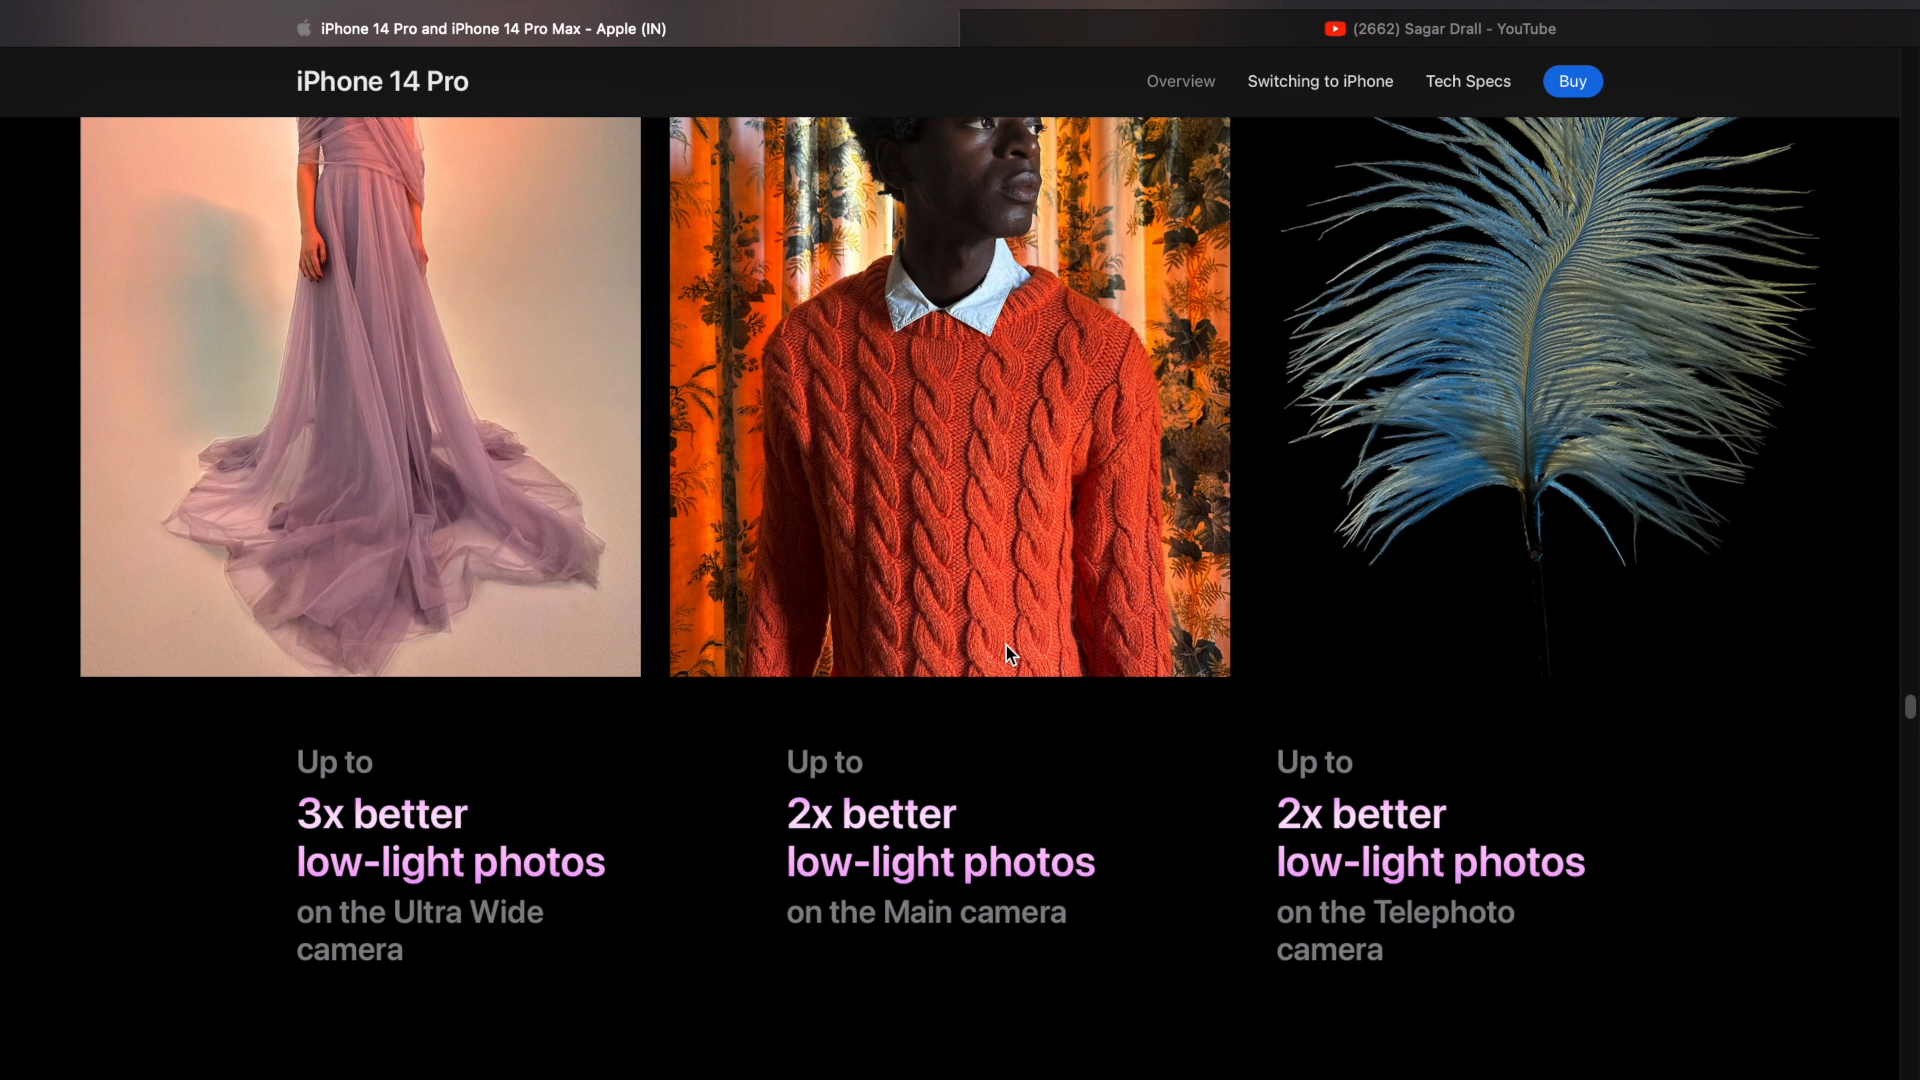 iPhone 14 Pro and iPhone 14 Pro Max - Apple (IN)
(2662) Sagar Drall - YouTube
iPhone 14 Pro
Overview
Switching to iPhone
Tech Specs
Buy
Up to
3x better
low-light photos
on the Ultra Wide
camera
Up to
2x better
low-light photos
on the Main camera
Up to
2x better
low-light photos
on the Telephoto
camera